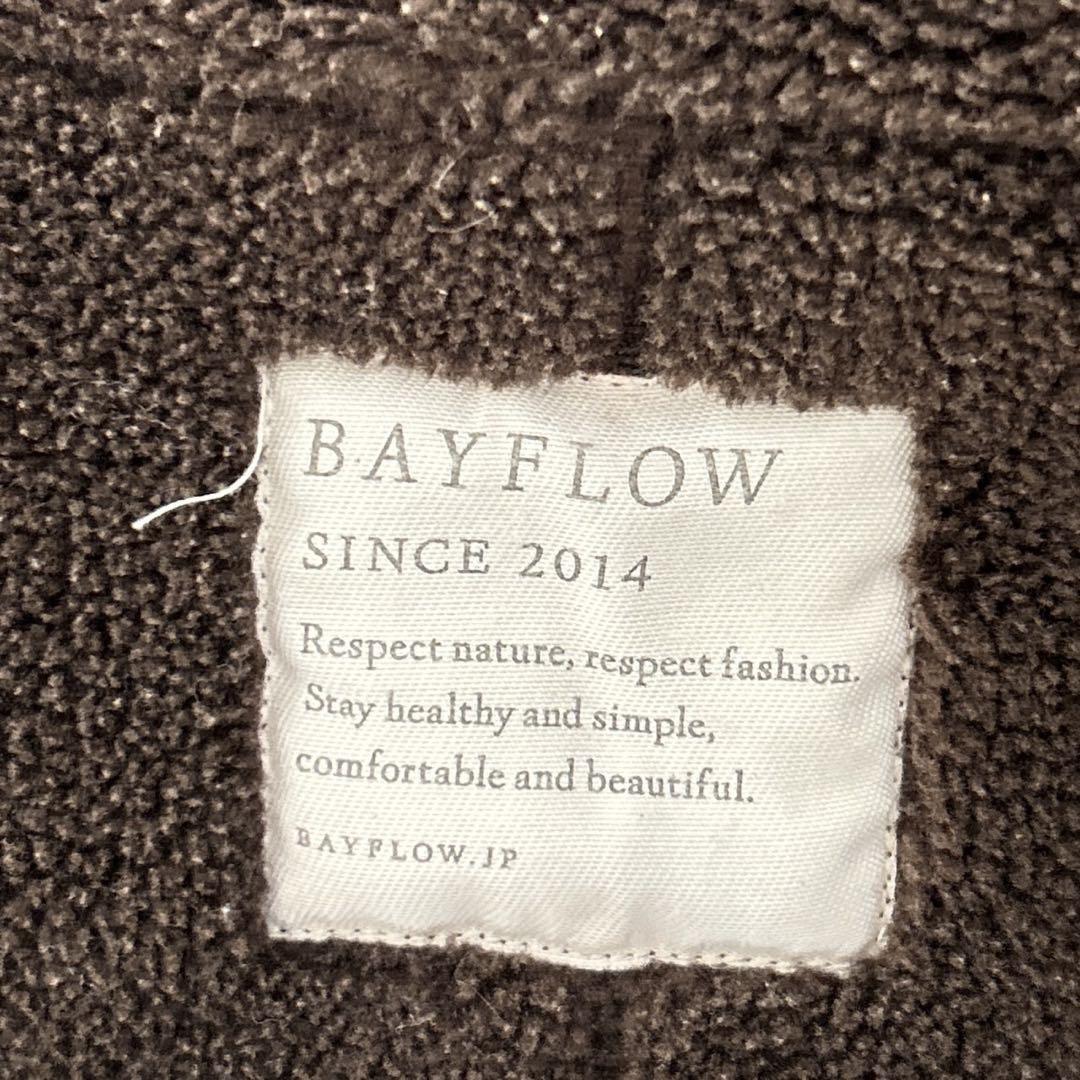 BAYFLOW
SINCE 2014
Respect nature, respect fashion.
Stay healthy and simple,
comfortable and beautiful.
BAYFLOW.JP